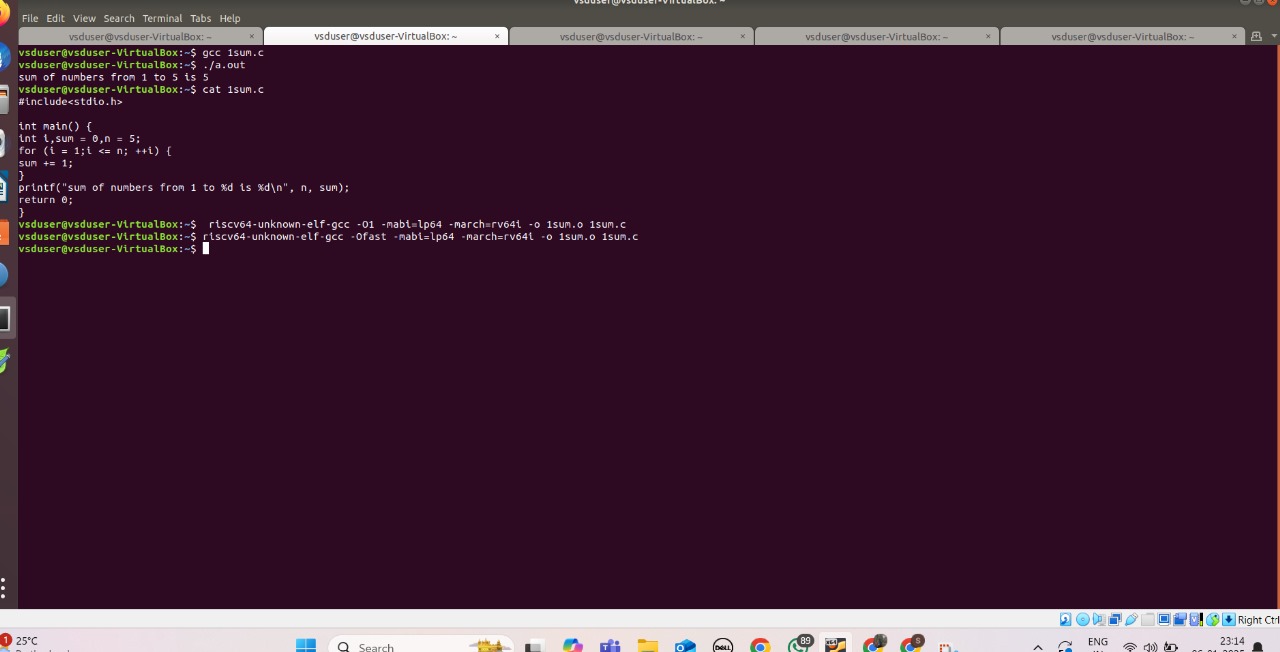 vsduser@vsduser-VirtualBox: ~
File Edit View Search Terminal Tabs Help
vsduser@vsduser-VirtualBox: ~ × vsduser@vsduser-VirtualBox: ~ × vsduser@vsduser-VirtualBox: ~ × vsduser@vsduser-VirtualBox: ~ × vsduser@vsduser-VirtualBox: ~ ×
vsduser@vsduser-VirtualBox:~$ gcc 1sum.c
vsduser@vsduser-VirtualBox:~$ ./a.out
sum of numbers from 1 to 5 is 5
vsduser@vsduser-VirtualBox:~$ cat 1sum.c
#include<stdio.h>
int main() {
int i,sum = 0,n = 5;
for (i = 1;i <= n; ++i) {
sum += 1;
}
printf("sum of numbers from 1 to %d is %d\n", n, sum);
return 0;
}
vsduser@vsduser-VirtualBox:~$  riscv64-unknown-elf-gcc -O1 -mabi=lp64 -march=rv64i -o 1sum.o 1sum.c
vsduser@vsduser-VirtualBox:~$ riscv64-unknown-elf-gcc -Ofast -mabi=lp64 -march=rv64i -o 1sum.o 1sum.c
vsduser@vsduser-VirtualBox:~$
Right Ctrl
1
25°C
Search
DELL
89
S
ENG
23:14